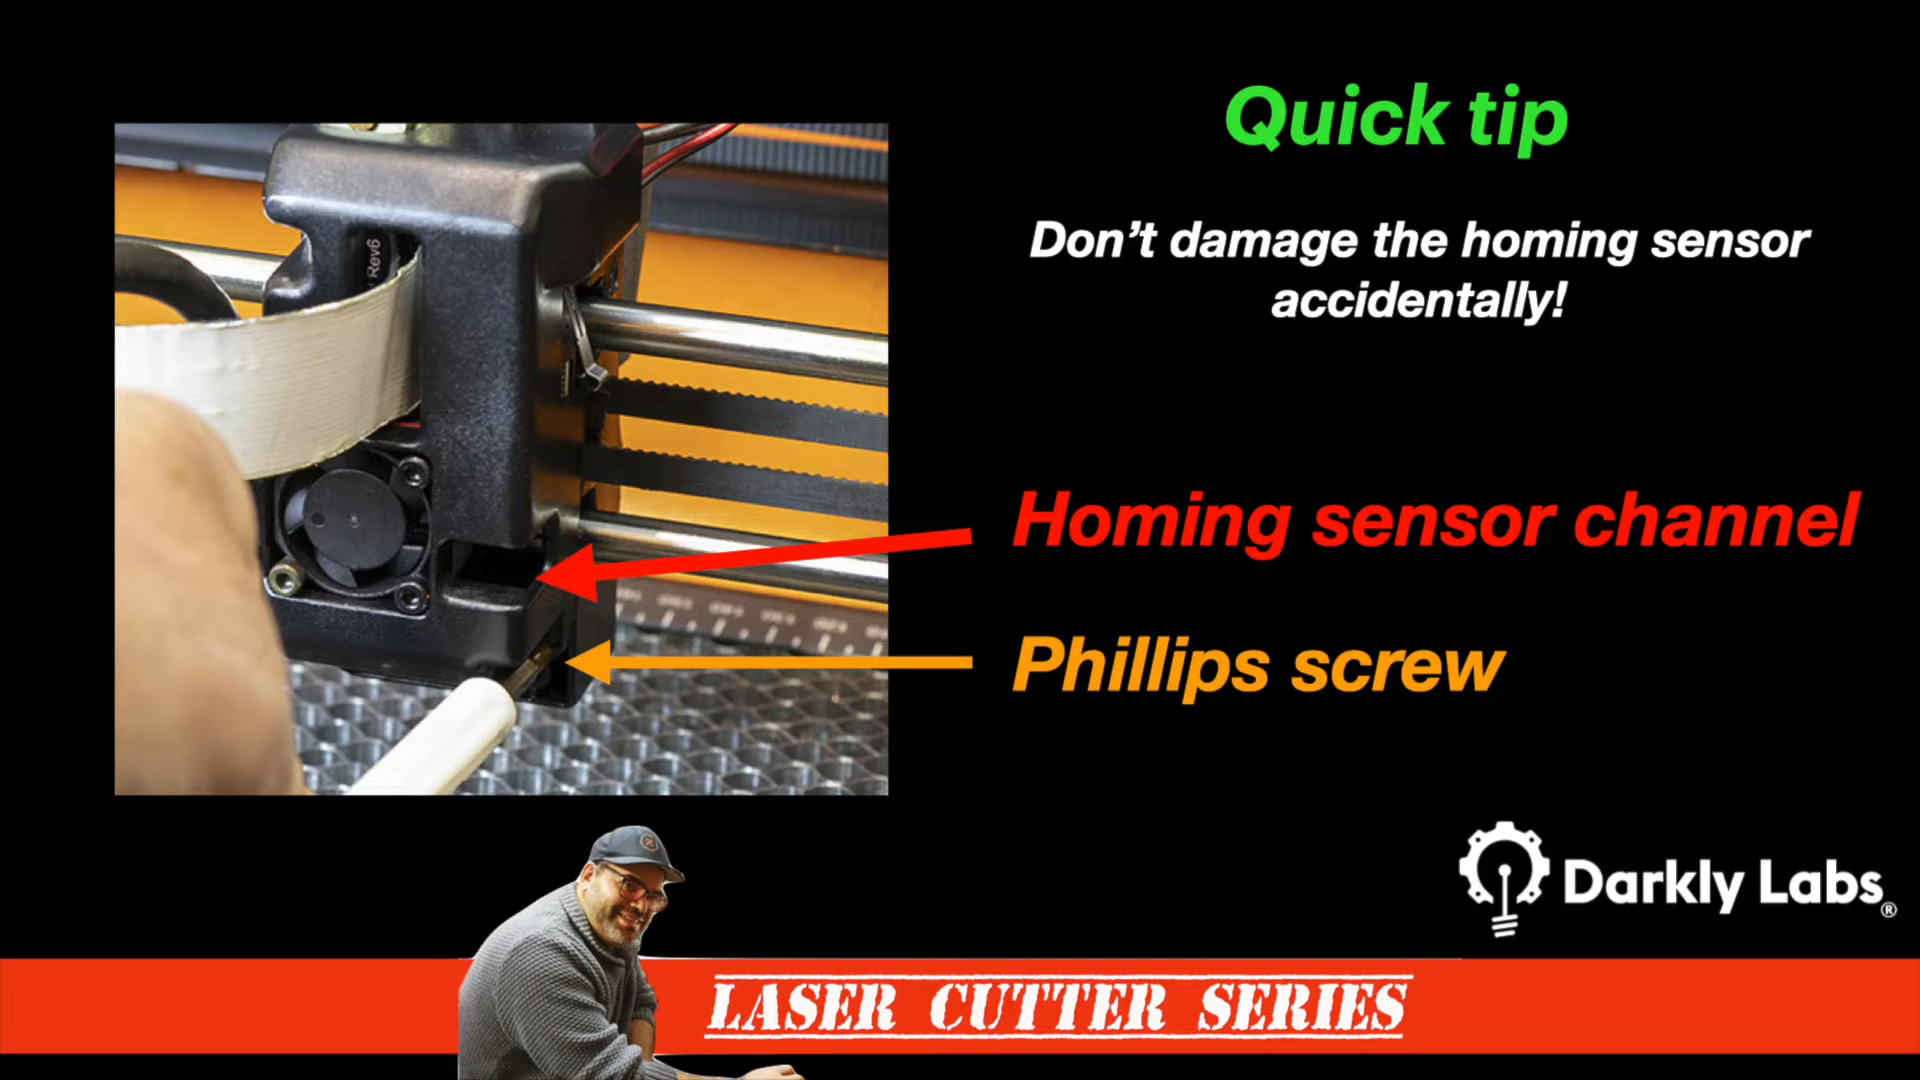 Quick tip
Don't damage the homing sensor
accidentally!
Rev6
Homing sensor channel
Phillips screw
Darkly Labs®
LASER CUTTER SERIES